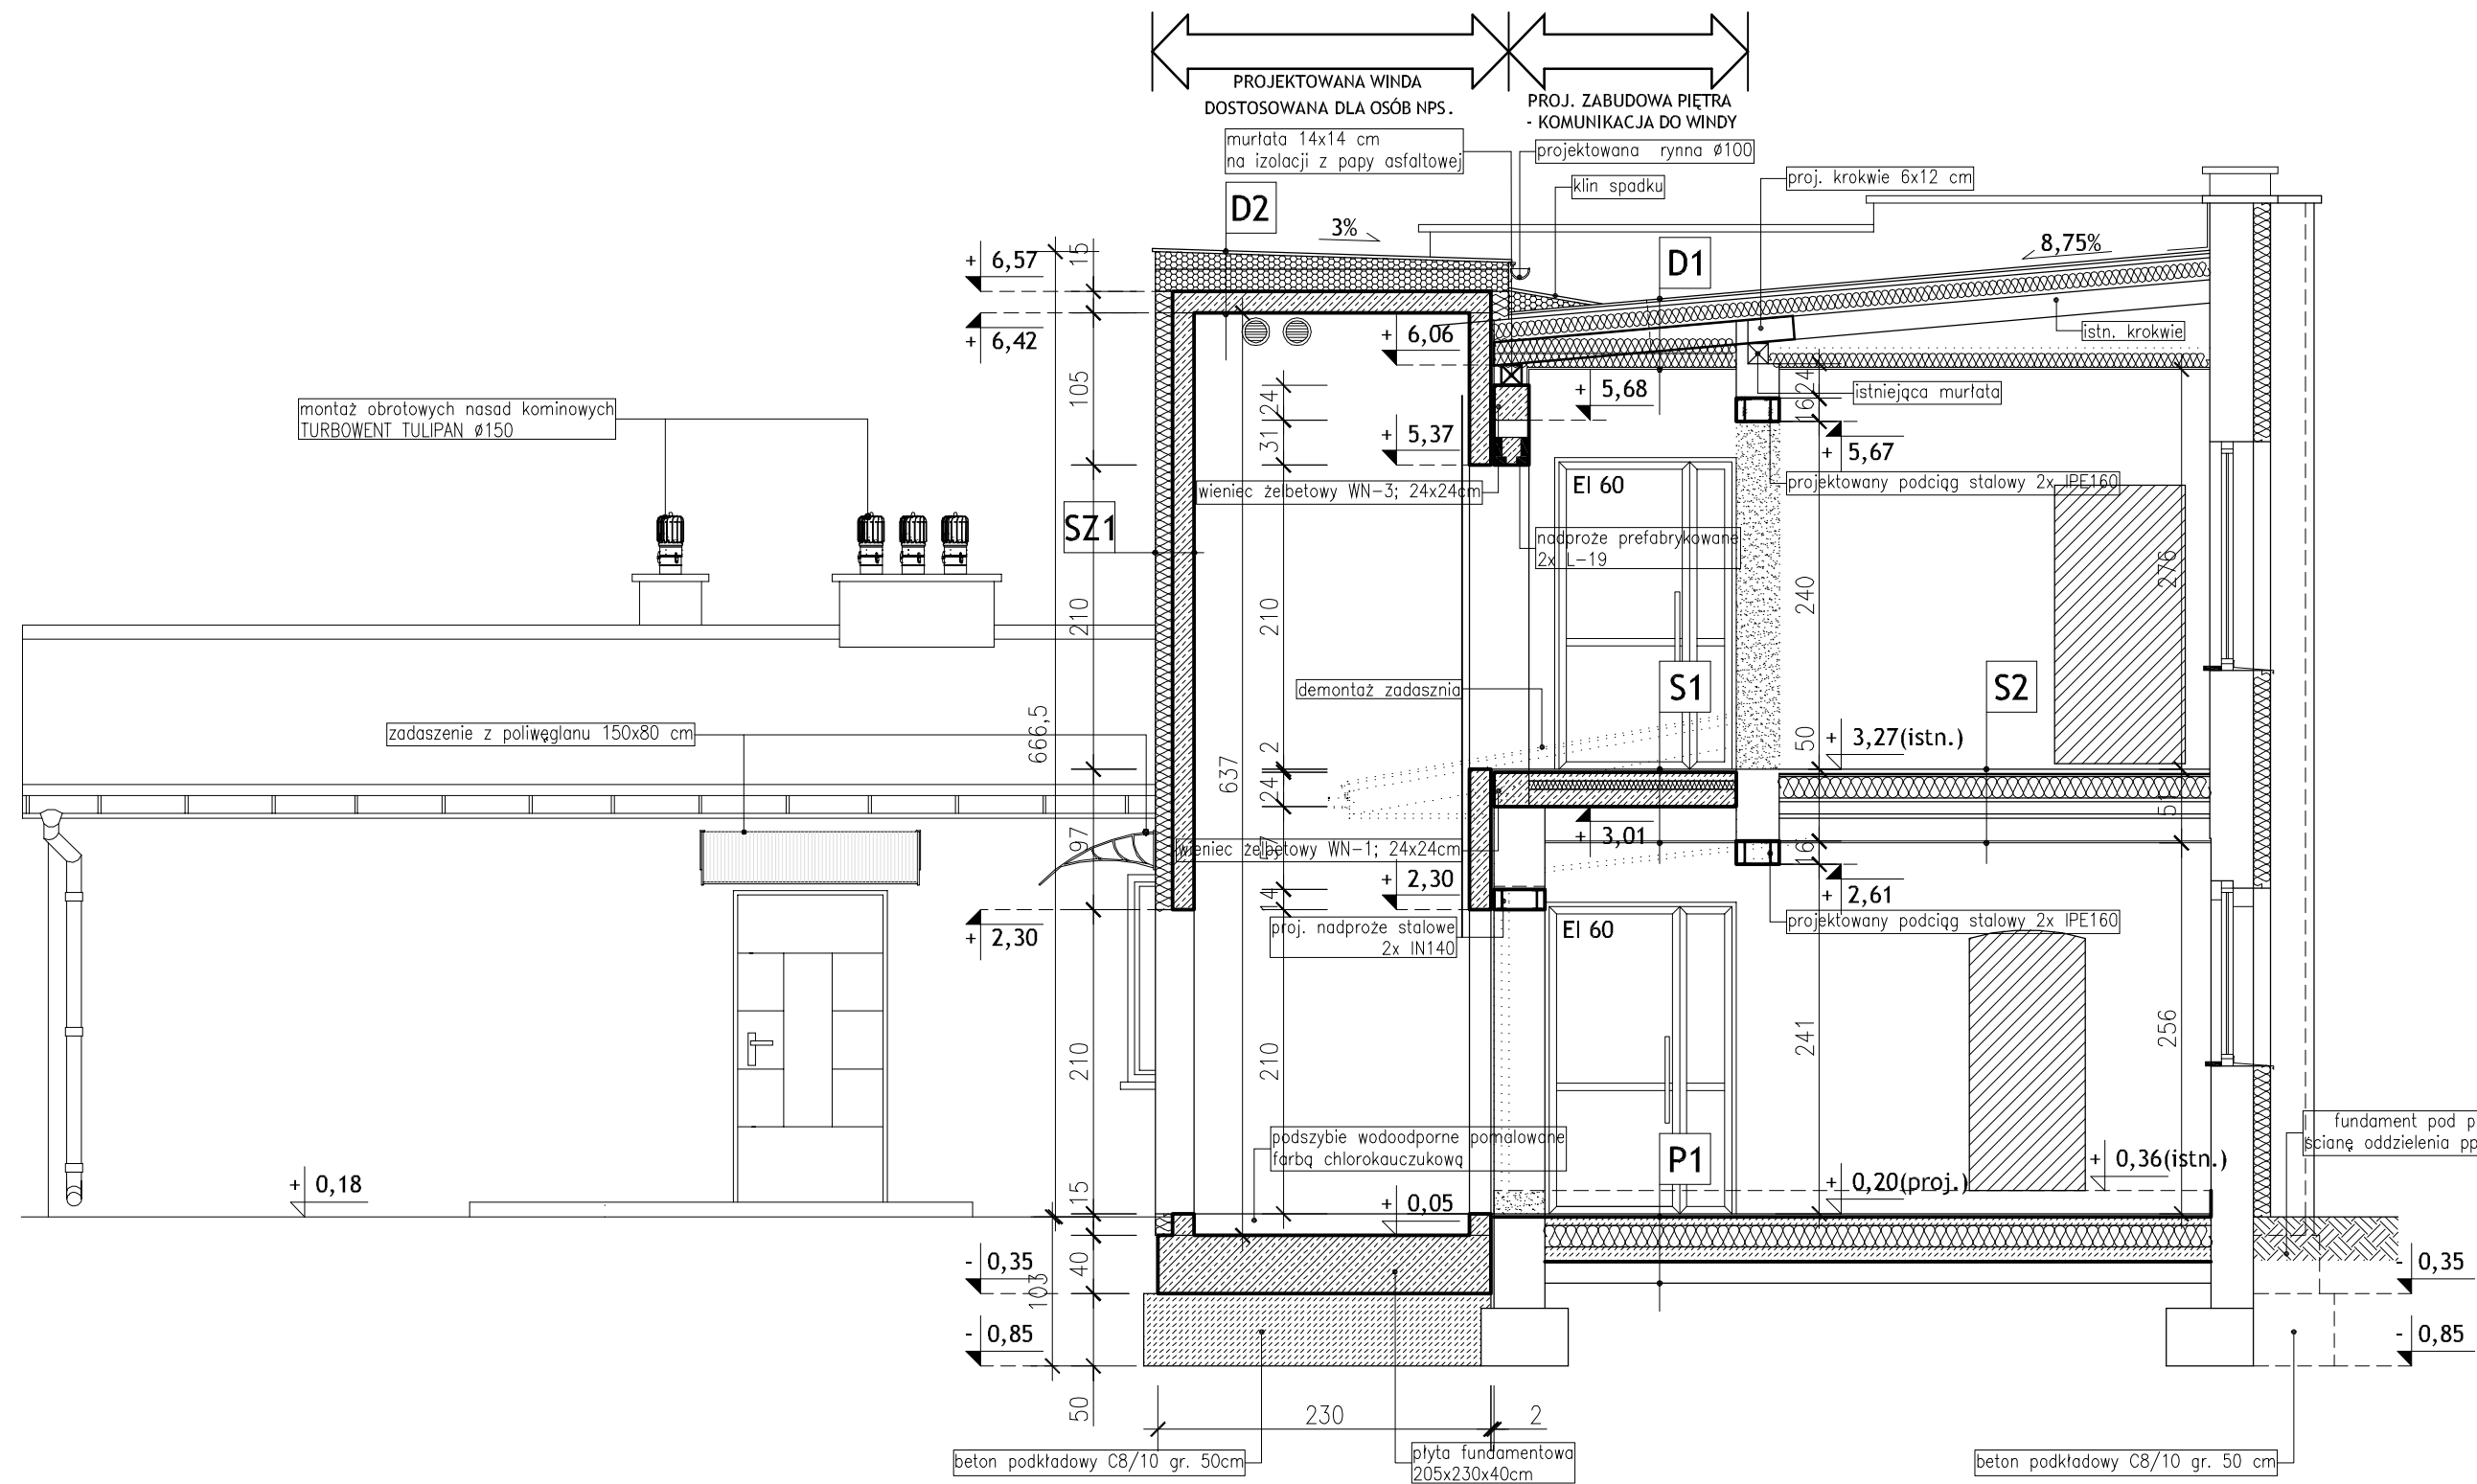 PROJEKTOWANA WINDA
DOSTOSOWANA DLA OSÓB NPS.
PROJ. ZABUDOWA PIĘTRA
- KOMUNIKACJA DO WINDY
murłata 14x14 cm
na izolacji z papy asfaltowej
projektowana rynna Ø100
klin spadku
proj. krokwie 6x12 cm
D2
3%
D1
8,75%
+ 6,57
15
+ 6,42
+ 6,06
istn. krokwie
montaż obrotowych nasad kominowych
TURBOWENT TULIPAN Ø150
105
24
31
+ 5,68
+ 5,37
24
16
istniejąca murłata
+ 5,67
wieniec żelbetowy WN-3; 24x24cm
EI 60
projektowany podciąg stalowy 2x IPE160
SZ1
nadproże prefabrykowane
2x L-19
276
210
210
240
demontaż zadasznia
S1
S2
zadaszenie z poliwęglanu 150x80 cm
666,5
637
2
24
50
+ 3,27(istn.)
51
97
+ 3,01
wieniec żelbetowy WN-1; 24x24cm
16
+ 2,30
14
+ 2,61
+ 2,30
proj. nadproże stalowe
2x IN140
EI 60
projektowany podciąg stalowy 2x IPE160
210
210
241
256
podszybie wodoodporne pomalowane
farbą chlorokauczukową
P1
fundament pod p
ścianę oddzielenia pp
+ 0,36(istn.)
+ 0,18
15
+ 0,05
+ 0,20(proj.)
- 0,35
40
103
- 0,35
- 0,85
- 0,85
50
230
2
beton podkładowy C8/10 gr. 50cm
płyta fundamentowa
205x230x40cm
beton podkładowy C8/10 gr. 50 cm